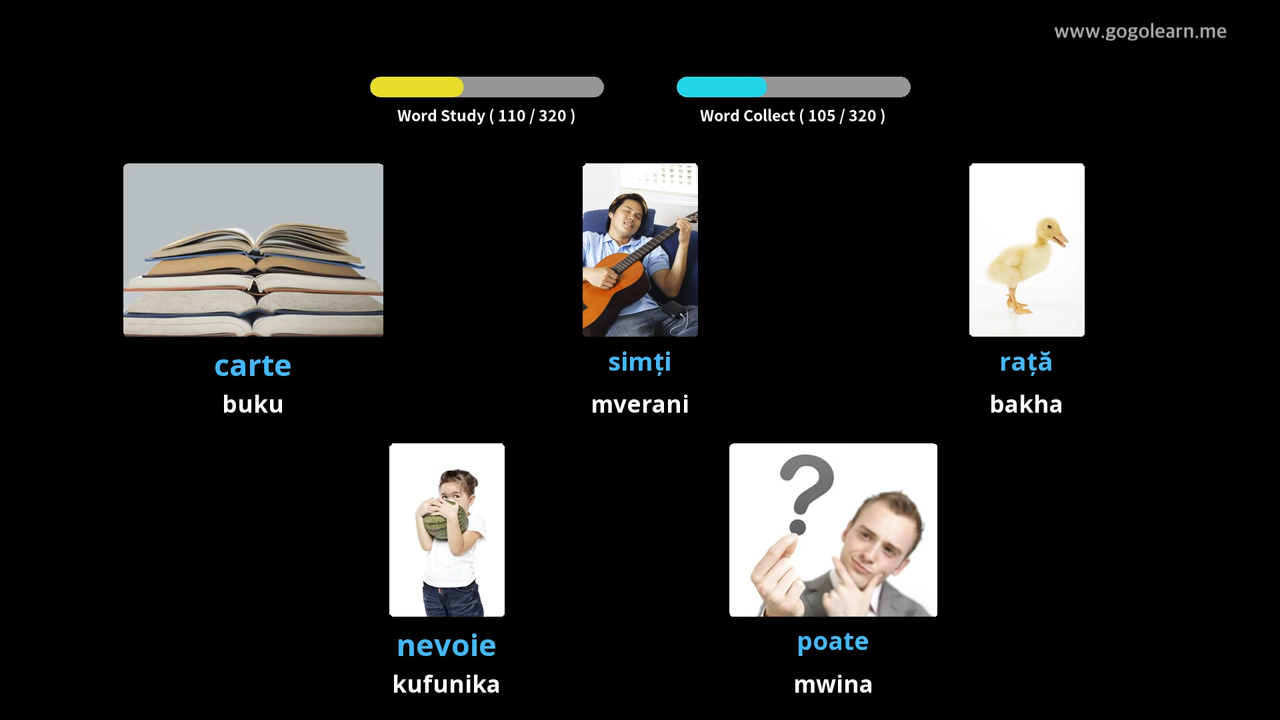 www.gogolearn.me
Word Study ( 110 / 320 )
Word Collect ( 105 / 320 )
carte
buku
simți
mverani
rață
bakha
nevoie
kufunika
poate
mwina